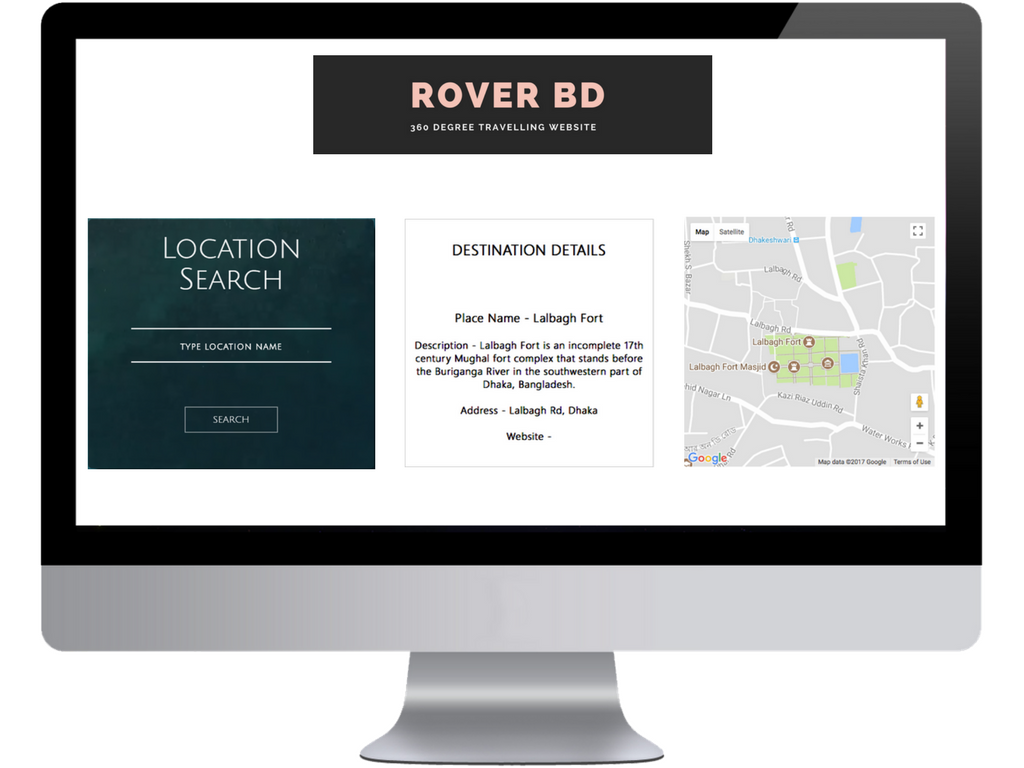 ROVER BD
360 DEGREE TRAVELLING WEBSITE
LOCATION
SEARCH
TYPE LOCATION NAME
SEARCH
DESTINATION DETAILS
Place Name - Lalbagh Fort
Description - Lalbagh Fort is an incomplete 17th
century Mughal fort complex that stands before
the Buriganga River in the southwestern part of
Dhaka, Bangladesh.
Address - Lalbagh Rd, Dhaka
Website -
Map Satellite
Dhakeshwari
Sheikh S. Bazar
Rd
Lalbagh Rd
Lalbagh Rd
Lalbagh Fort
Lalbagh Fort Masjid
Shaista Khan Rd
hid Nagar Ln
Kazi Riaz Uddin Rd
Water Works R
Rd
Google
Map data ©2017 Google Terms of Use